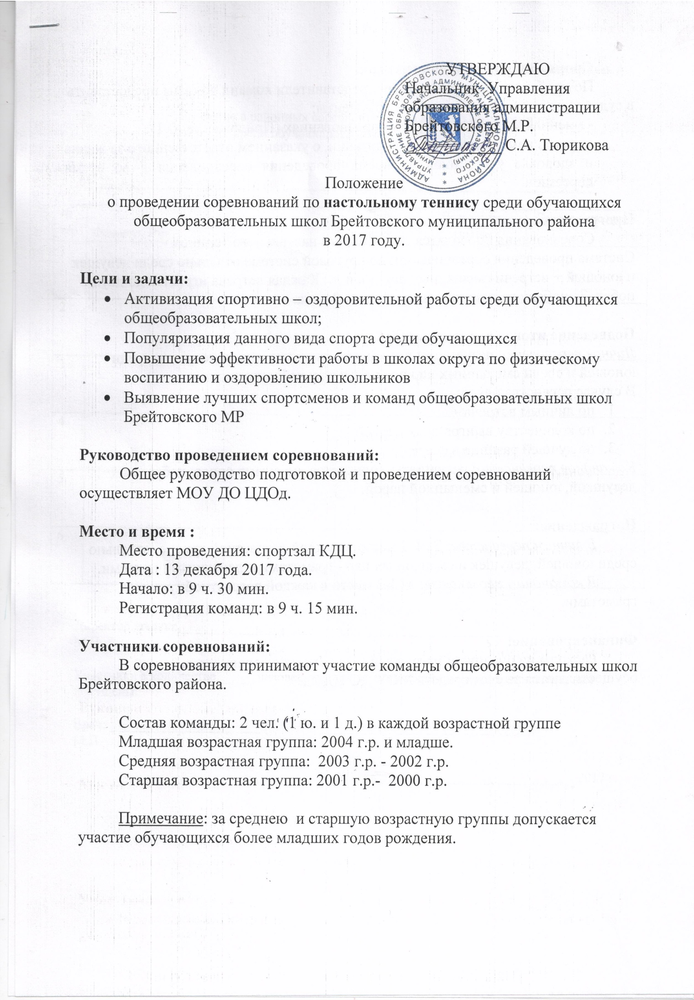 УТВЕРЖДАЮ
Начальник Управления
образования администрации
Брейтовского М.Р.
С.А. Тюрикова
Положение
о проведении соревнований по настольному теннису среди обучающихся
общеобразовательных школ Брейтовского муниципального района
в 2017 году.
Цели и задачи:
• Активизация спортивно – оздоровительной работы среди обучающихся
общеобразовательных школ;
• Популяризация данного вида спорта среди обучающихся
• Повышение эффективности работы в школах округа по физическому
воспитанию и оздоровлению школьников
• Выявление лучших спортсменов и команд общеобразовательных школ
Брейтовского МР
Руководство проведением соревнований:
Общее руководство подготовкой и проведением соревнований
осуществляет МОУ ДО ЦДОд.
Место и время :
Место проведения: спортзал КДЦ.
Дата : 13 декабря 2017 года.
Начало: в 9 ч. 30 мин.
Регистрация команд: в 9 ч. 15 мин.
Участники соревнований:
В соревнованиях принимают участие команды общеобразовательных школ
Брейтовского района.
Состав команды: 2 чел. (1 ю. и 1 д.) в каждой возрастной группе
Младшая возрастная группа: 2004 г.р. и младше.
Средняя возрастная группа: 2003 г.р. - 2002 г.р.
Старшая возрастная группа: 2001 г.р.- 2000 г.р.
Примечание: за среднею и старшую возрастную группы допускается
участие обучающихся более младших годов рождения.
АДМИНИСТРАЦИЯ БРЕЙТОВСКОГО МУНИЦИПАЛЬНОГО РАЙОНА
УПРАВЛЕНИЕ ОБРАЗОВАНИЯ АДМИНИСТРАЦИИ БРЕЙТОВСКОГО
МУНИЦИПАЛЬНОГО РАЙОНА (УПРАВЛЕНИЕ ОБРАЗОВАНИЯ)